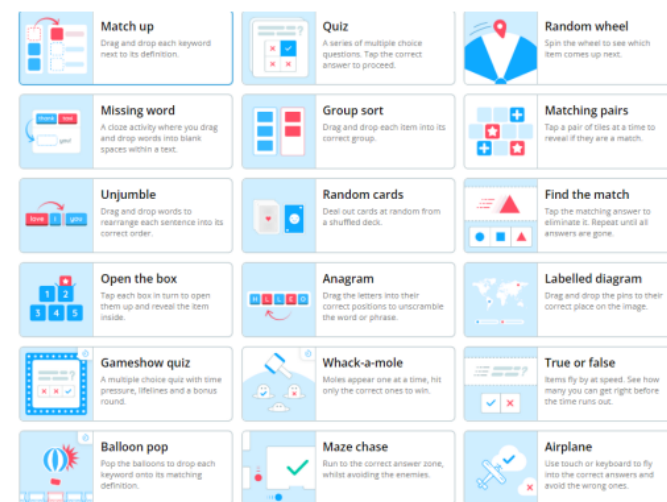 Match up
Drag and drop each keyword
next to its definition.
Quiz
A series of multiple choice
questions. Tap the correct
answer to proceed.
Random wheel
Spin the wheel to see which
item comes up next.
Missing word
A cloze activity where you drag
and drop words into blank
spaces within a text.
thank
you!
Group sort
Drag and drop each item into its
correct group.
Matching pairs
Tap a pair of tiles at a time to
reveal if they are a match.
Unjumble
Drag and drop words to
rearrange each sentence into its
correct order.
love I you
Random cards
Deal out cards at random from
a shuffled deck.
Find the match
Tap the matching answer to
eliminate it. Repeat until all
answers are gone.
Open the box
Tap each box in turn to open
them up and reveal the item
inside.
1 2
3 4 5
Anagram
Drag the letters into their
correct positions to unscramble
the word or phrase.
H L L E O
Labelled diagram
Drag and drop the pins to their
correct place on the image.
Gameshow quiz
A multiple choice quiz with time
pressure, lifelines and a bonus
round.
?
Whack-a-mole
Moles appear one at a time, hit
only the correct ones to win.
True or false
Items fly by at speed. See how
many you can get right before
the time runs out.
?
Balloon pop
Pop the balloons to drop each
keyword onto its matching
definition.
Maze chase
Run to the correct answer zone,
whilst avoiding the enemies.
Airplane
Use touch or keyboard to fly
into the correct answers and
avoid the wrong ones.